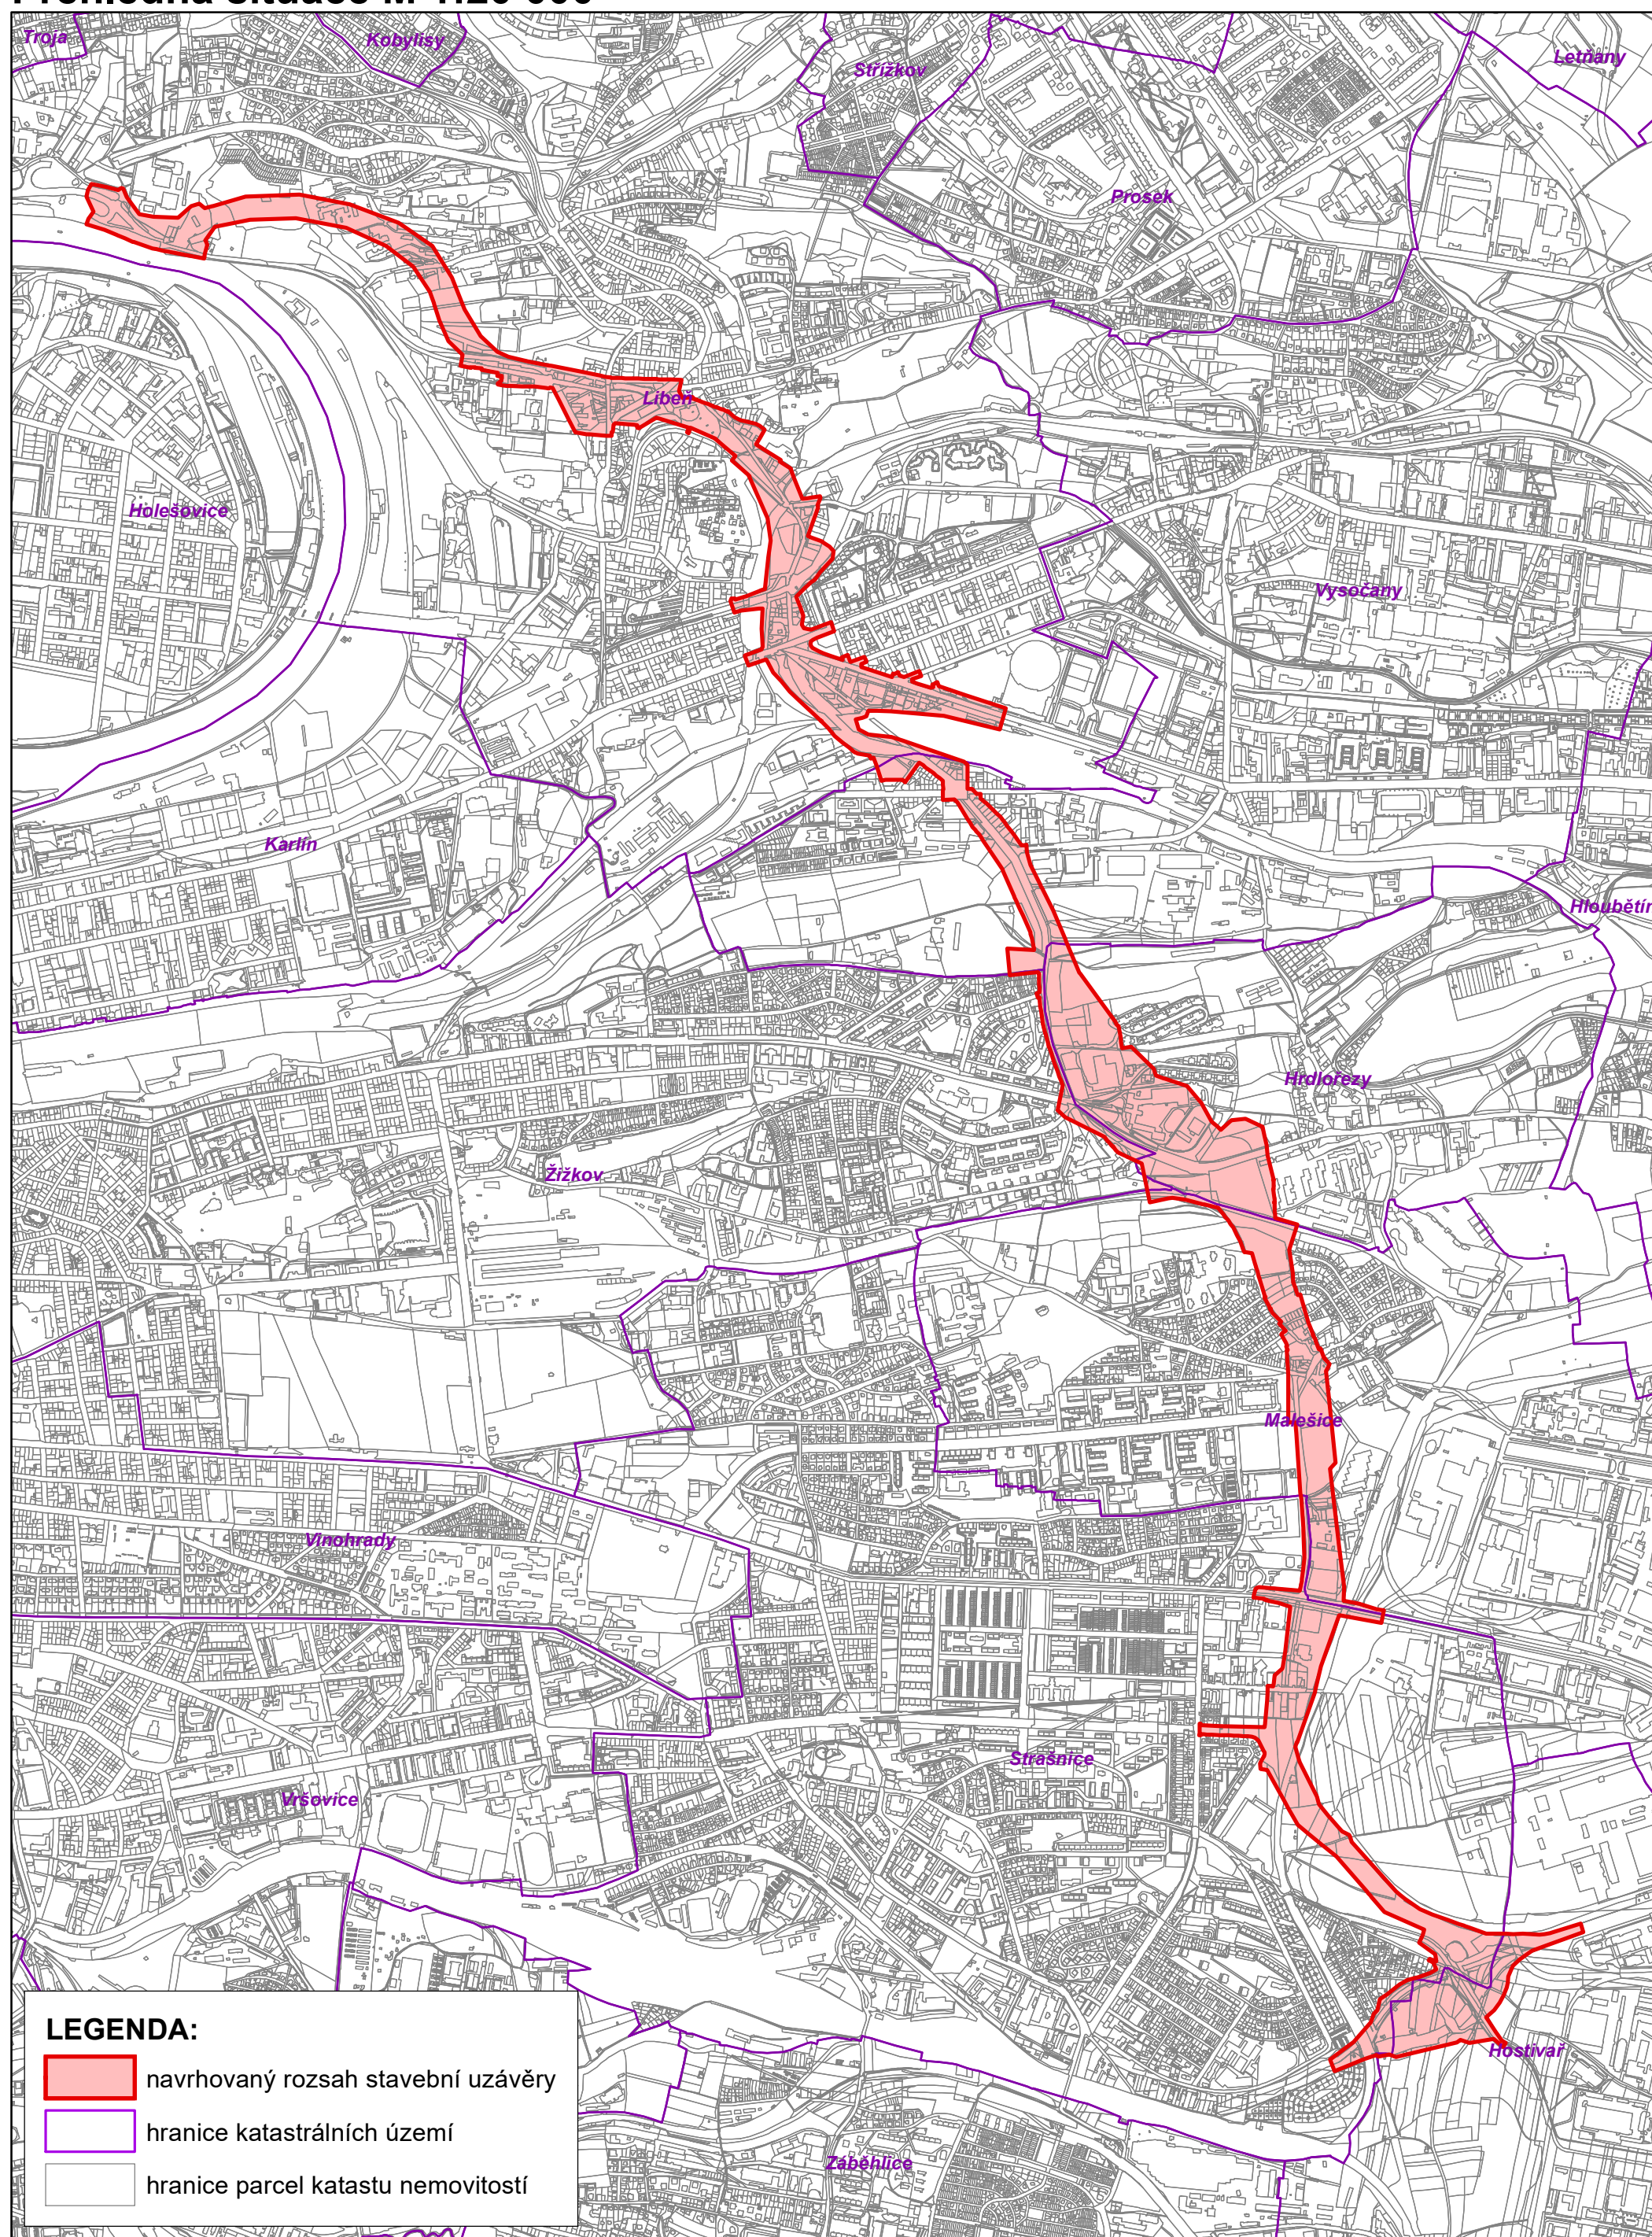 Troja
Kobylisy
Střížkov
Letňany
Prosek
Libeň
Holešovice
Vysočany
Karlín
Hloubětín
Hrdlořezy
Žižkov
Malešice
Vinohrady
Strašnice
Vršovice
Hostivař
Záběhlice
LEGENDA:
navrhovaný rozsah stavební uzávěry
hranice katastrálních území
hranice parcel katastu nemovitostí